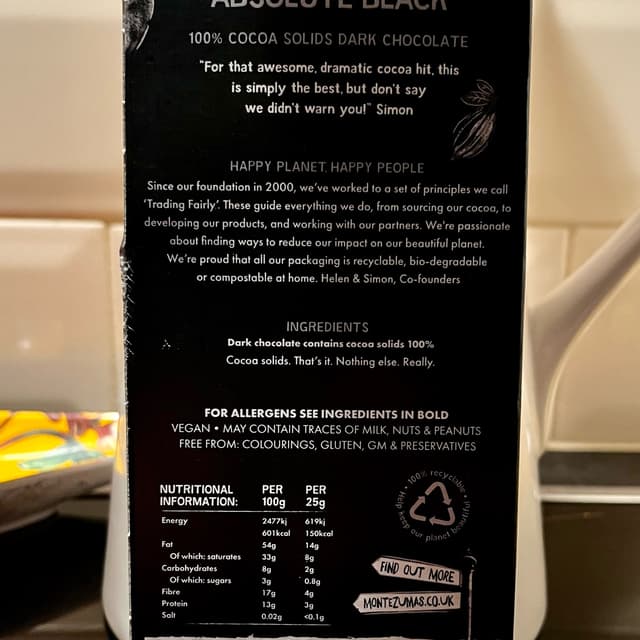 ABSOLUTE BLACK
100% COCOA SOLIDS DARK CHOCOLATE
"For that awesome, dramatic cocoa hit, this
is simply the best, but don't say
we didn't warn you!" Simon
HAPPY PLANET, HAPPY PEOPLE
Since our foundation in 2000, we've worked to a set of principles we call
'Trading Fairly'. These guide everything we do, from sourcing our cocoa, to
developing our products, and working with our partners. We're passionate
about finding ways to reduce our impact on our beautiful planet.
We're proud that all our packaging is recyclable, bio-degradable
or compostable at home. Helen & Simon, Co-founders
INGREDIENTS
Dark chocolate contains cocoa solids 100%
Cocoa solids. That's it. Nothing else. Really.
FOR ALLERGENS SEE INGREDIENTS IN BOLD
VEGAN • MAY CONTAIN TRACES OF MILK, NUTS & PEANUTS
FREE FROM: COLOURINGS, GLUTEN, GM & PRESERVATIVES
NUTRITIONAL INFORMATION: PER 100g PER 25g
Energy 2477kj 619kj
601kcal 150kcal
Fat 54g 14g
Of which: saturates 33g 8g
Carbohydrates 8g 2g
Of which: sugars 3g 0.8g
Fibre 17g 4g
Protein 13g 3g
Salt 0.02g <0.1g
100% recyclable
Help keep our planet beautiful
FIND OUT MORE
MONTEZUMAS.CO.UK